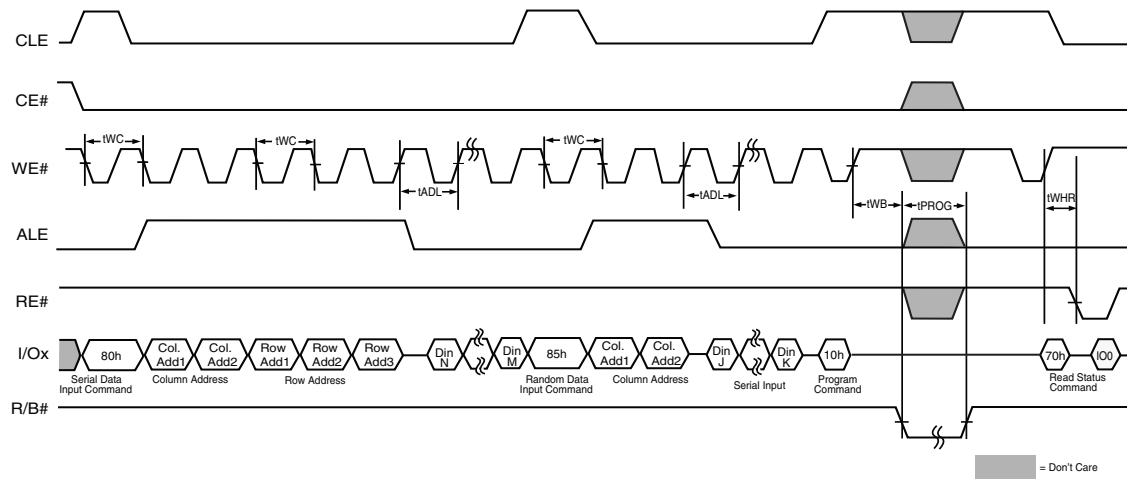 CLE
CE#
tWC
tWC
tWC
WE#
tADL
tADL
tWB
tPROG
tWHR
ALE
RE#
I/Ox
80h
Col. Add1
Col. Add2
Row Add1
Row Add2
Row Add3
Din N
Din M
85h
Col. Add1
Col. Add2
Din J
Din K
10h
70h
IO0
Serial Data
Input Command
Column Address
Row Address
Random Data
Input Command
Column Address
Serial Input
Program
Command
Read Status
Command
R/B#
= Don't Care